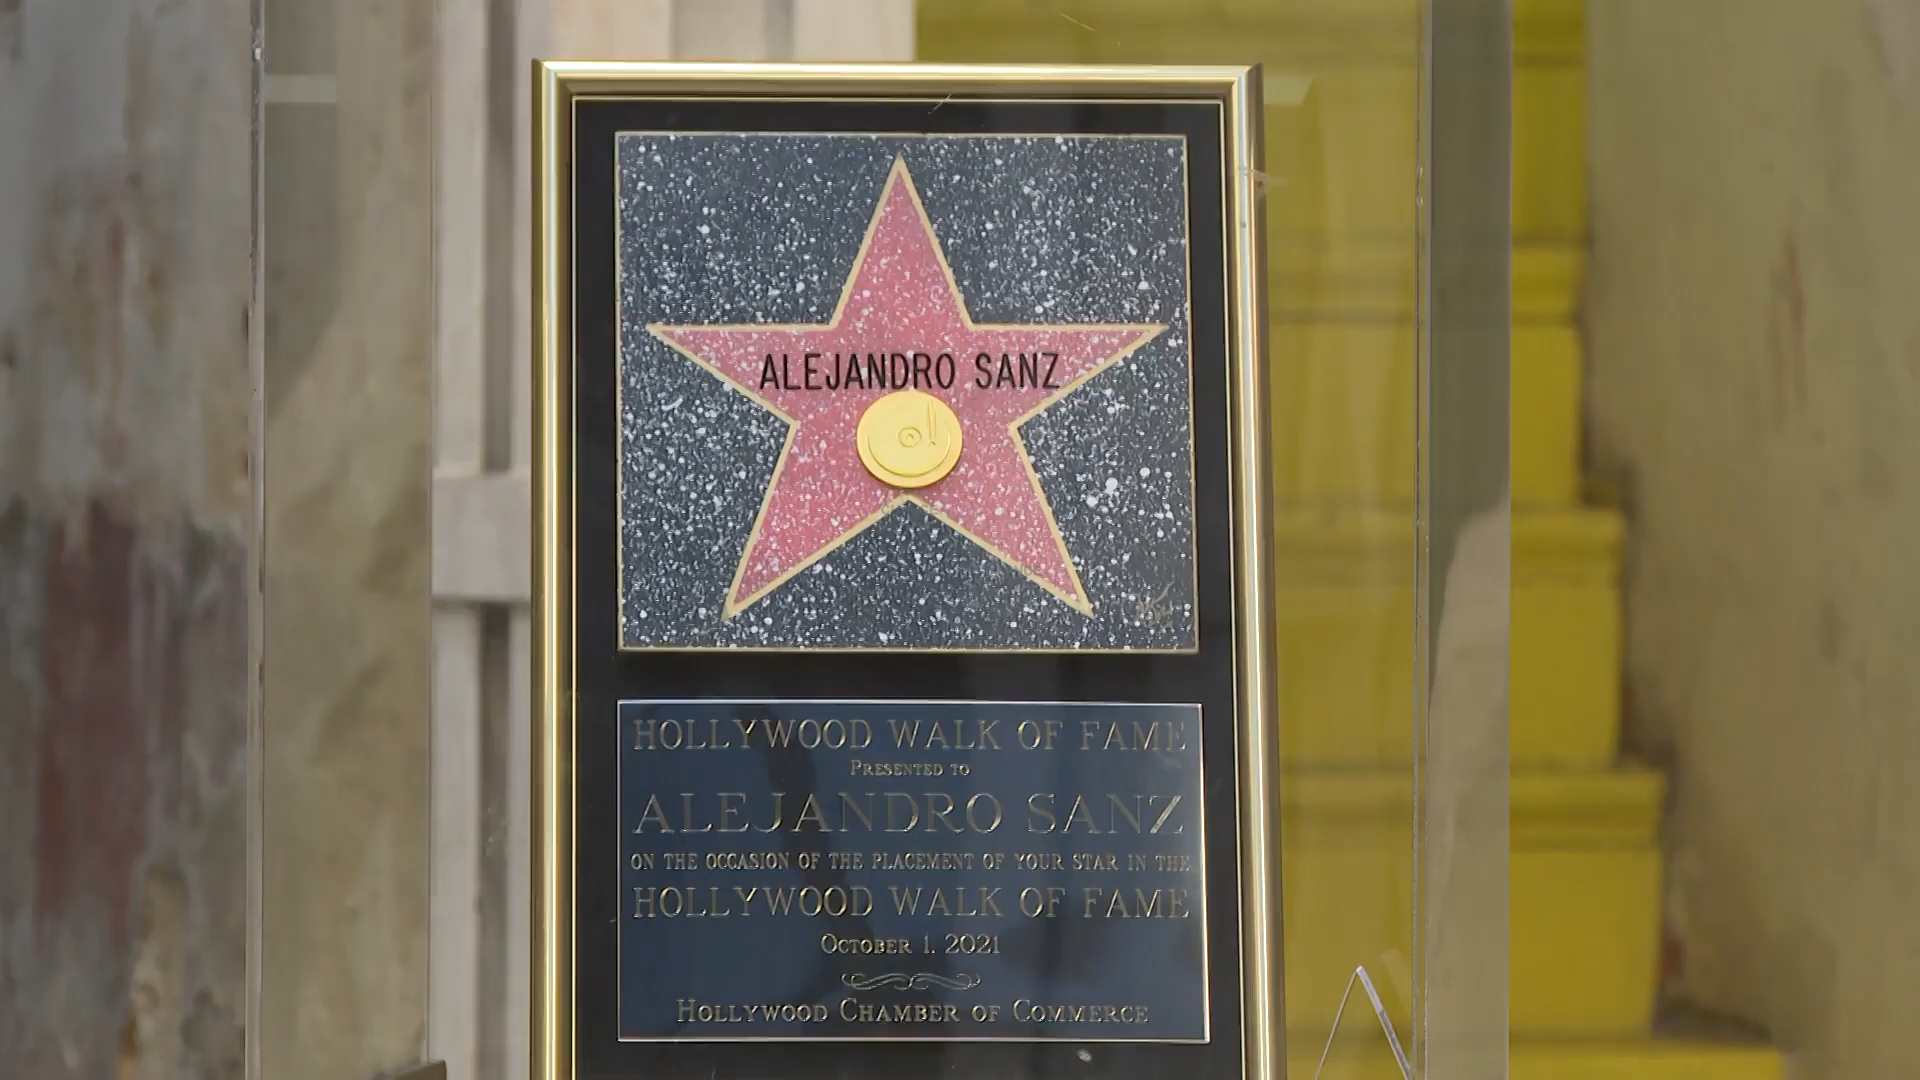 ALEJANDRO SANZ
HOLLYWOOD WALK OF FAME
PRESENTED TO
ALEJANDRO SANZ
ON THE OCCASION OF THE PLACEMENT OF YOUR STAR IN THE
HOLLYWOOD WALK OF FAME
OCTOBER 1, 2021
HOLLYWOOD CHAMBER OF COMMERCE